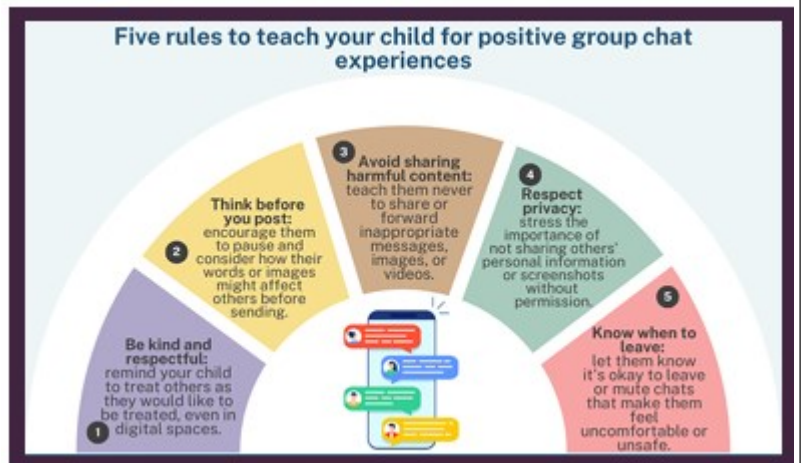 Five rules to teach your child for positive group chat
experiences
1
Be kind and
respectful:
remind your child
to treat others as
they would like to
be treated, even in
digital spaces.
2
Think before
you post:
encourage them
to pause and
consider how their
words or images
might affect
others before
sending.
3
Avoid sharing
harmful content:
teach them never
to share or
forward
inappropriate
messages,
images, or
videos.
4
Respect
privacy:
stress the
importance of
not sharing others'
personal information
or screenshots
without
permission.
5
Know when to
leave:
let them know
it's okay to leave
or mute chats
that make them
feel
uncomfortable or
unsafe.